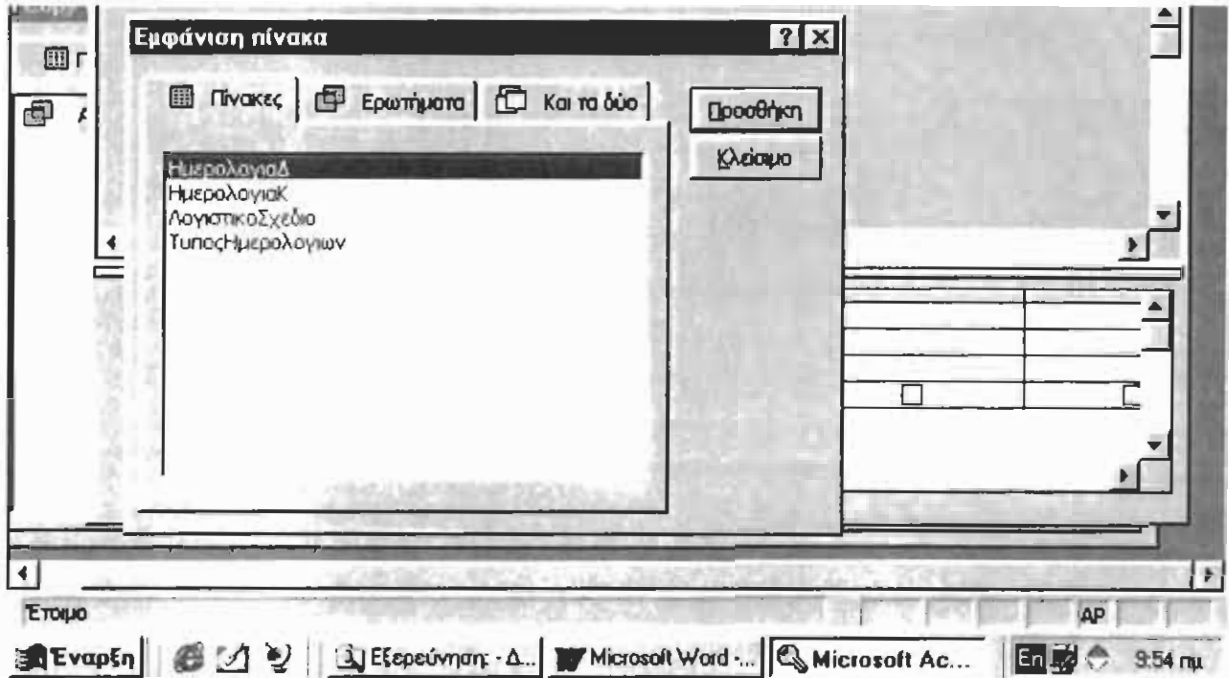 Εμφάνιση πίνακα
Πίνακες Ερωτήματα Και τα δύο
Προσθήκη
Κλείσιμο
ΗμερολογιαΔ
ΗμερολογιαΚ
ΛογιστικοΣχεδιο
ΤυποςΗμερολογιων
Έτοιμο
AP
Έναρξη
Εξερεύνηση: - Δ...
Microsoft Word -...
Microsoft Ac...
En
9:54 πμ